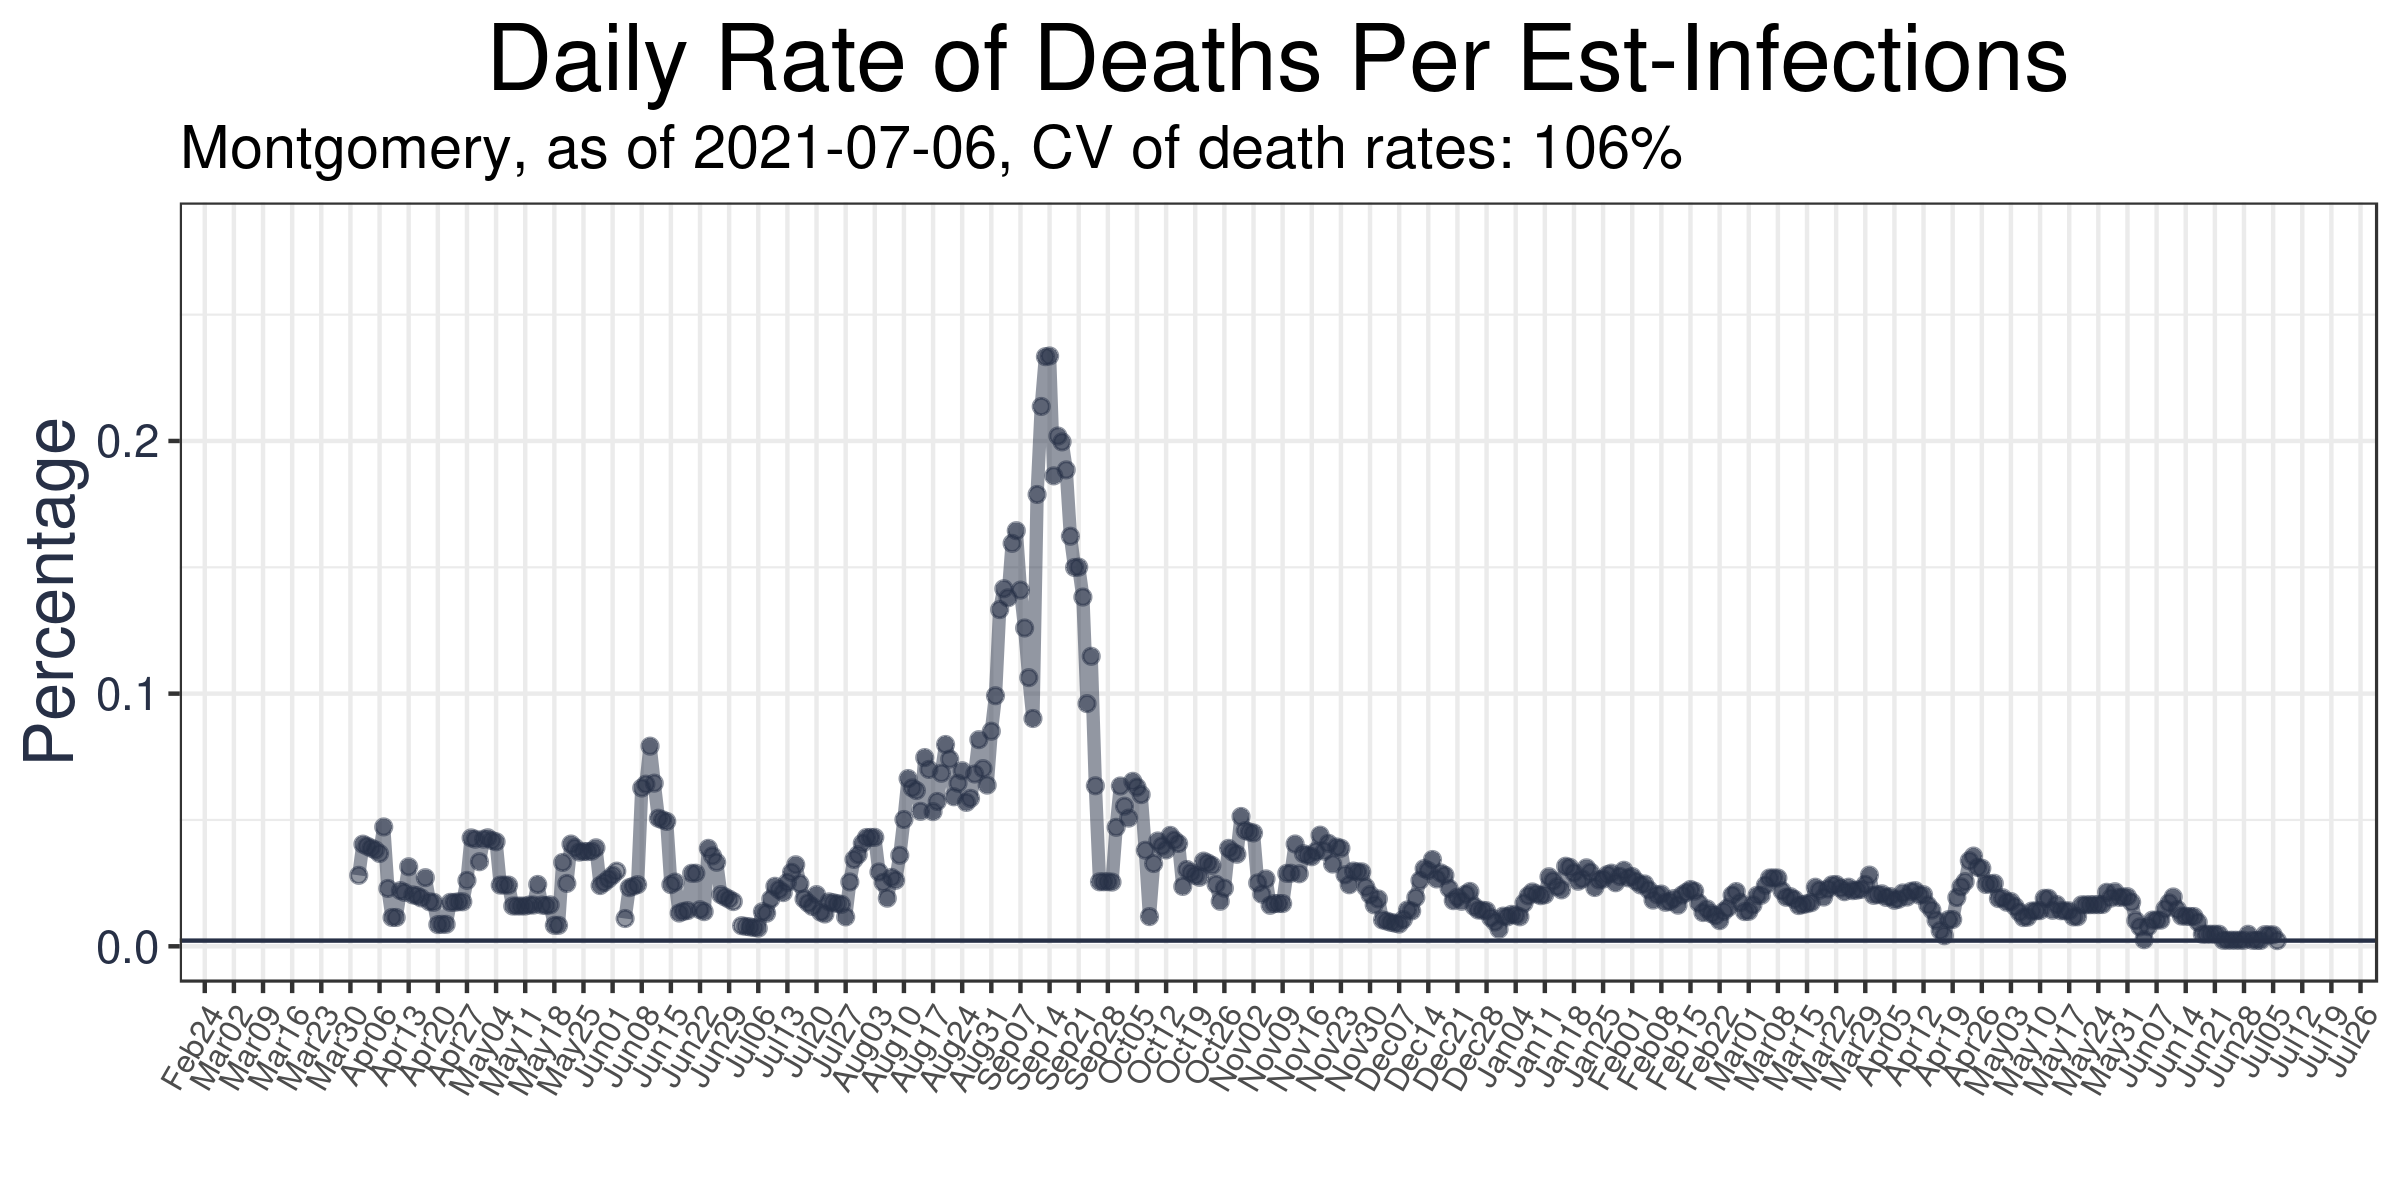 Daily Rate of Deaths Per Est-Infections
Montgomery, as of 2021-07-06, CV of death rates: 106%
Percentage
0.2
0.1
0.0
Feb24
Mar02
Mar09
Mar16
Mar23
Mar30
Apr06
Apr13
Apr20
Apr27
May04
May11
May18
May25
Jun01
Jun08
Jun15
Jun22
Jun29
Jul06
Jul13
Jul20
Jul27
Aug03
Aug10
Aug17
Aug24
Aug31
Sep07
Sep14
Sep21
Sep28
Oct05
Oct12
Oct19
Oct26
Nov02
Nov09
Nov16
Nov23
Nov30
Dec07
Dec14
Dec21
Dec28
Jan04
Jan11
Jan18
Jan25
Feb01
Feb08
Feb15
Feb22
Mar01
Mar08
Mar15
Mar22
Mar29
Apr05
Apr12
Apr19
Apr26
May03
May10
May17
May24
May31
Jun07
Jun14
Jun21
Jun28
Jul05
Jul12
Jul19
Jul26